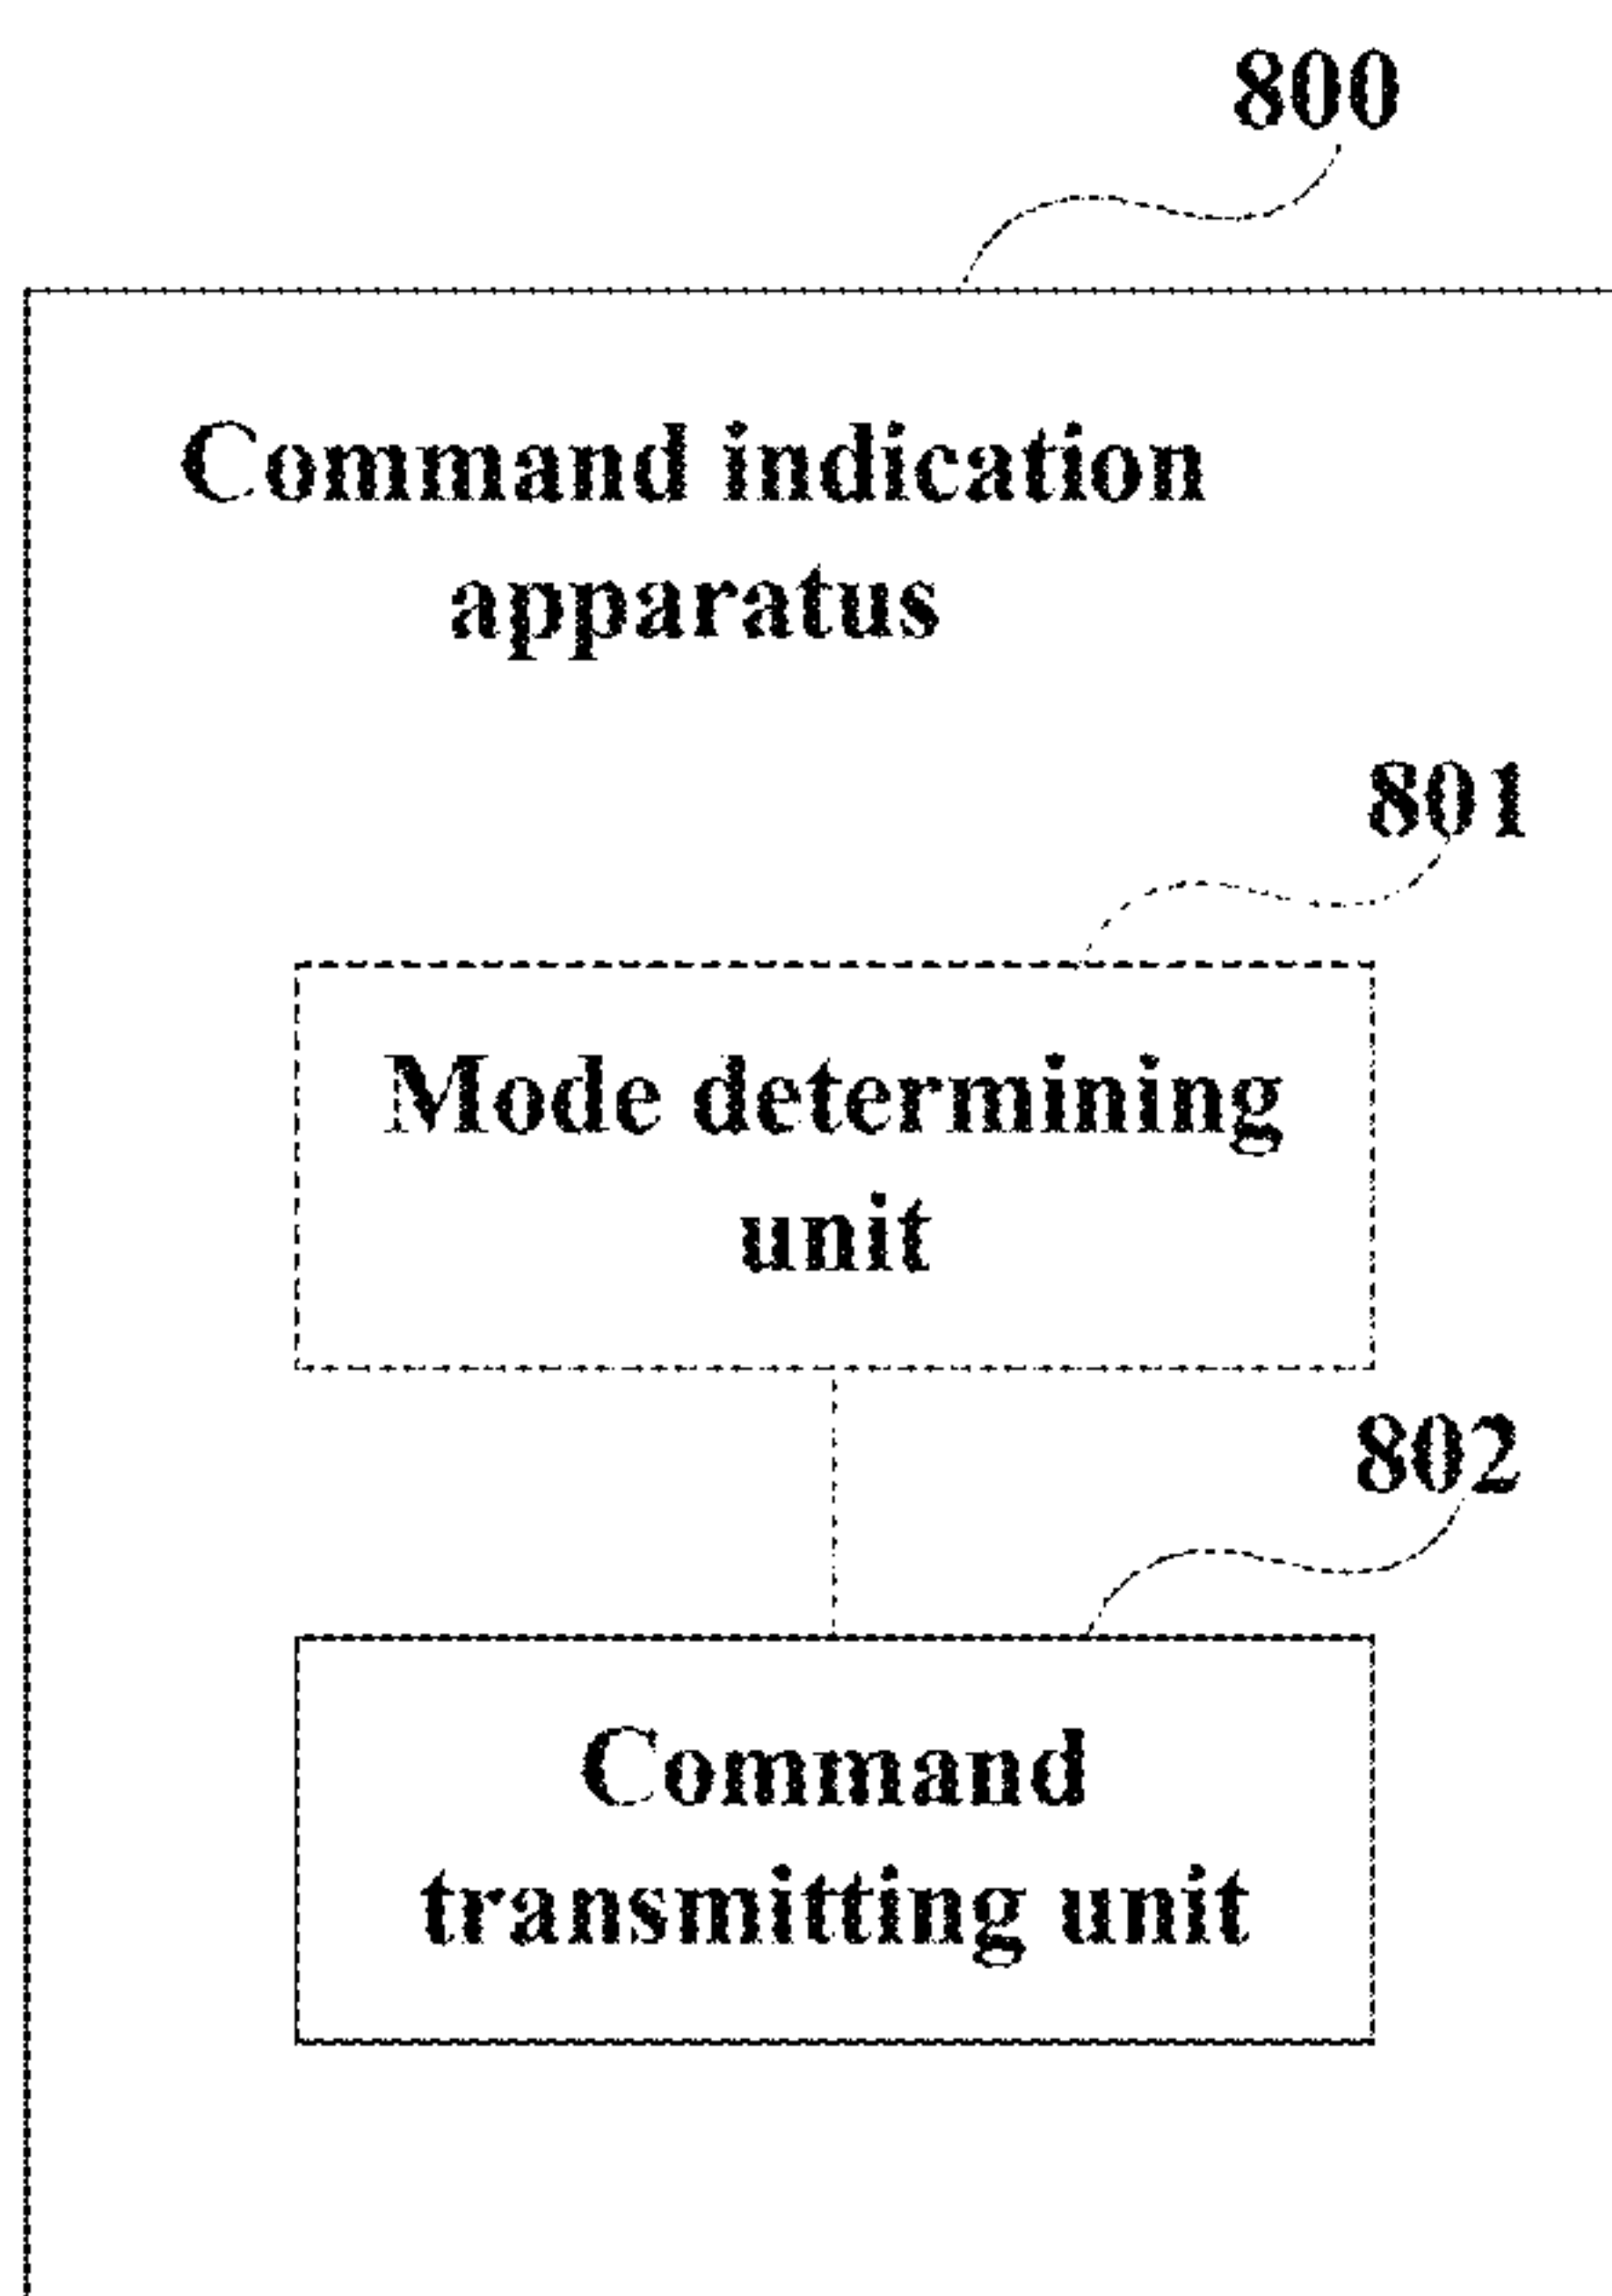 800
Command indication
apparatus
801
Mode determining
unit
802
Command
transmitting unit